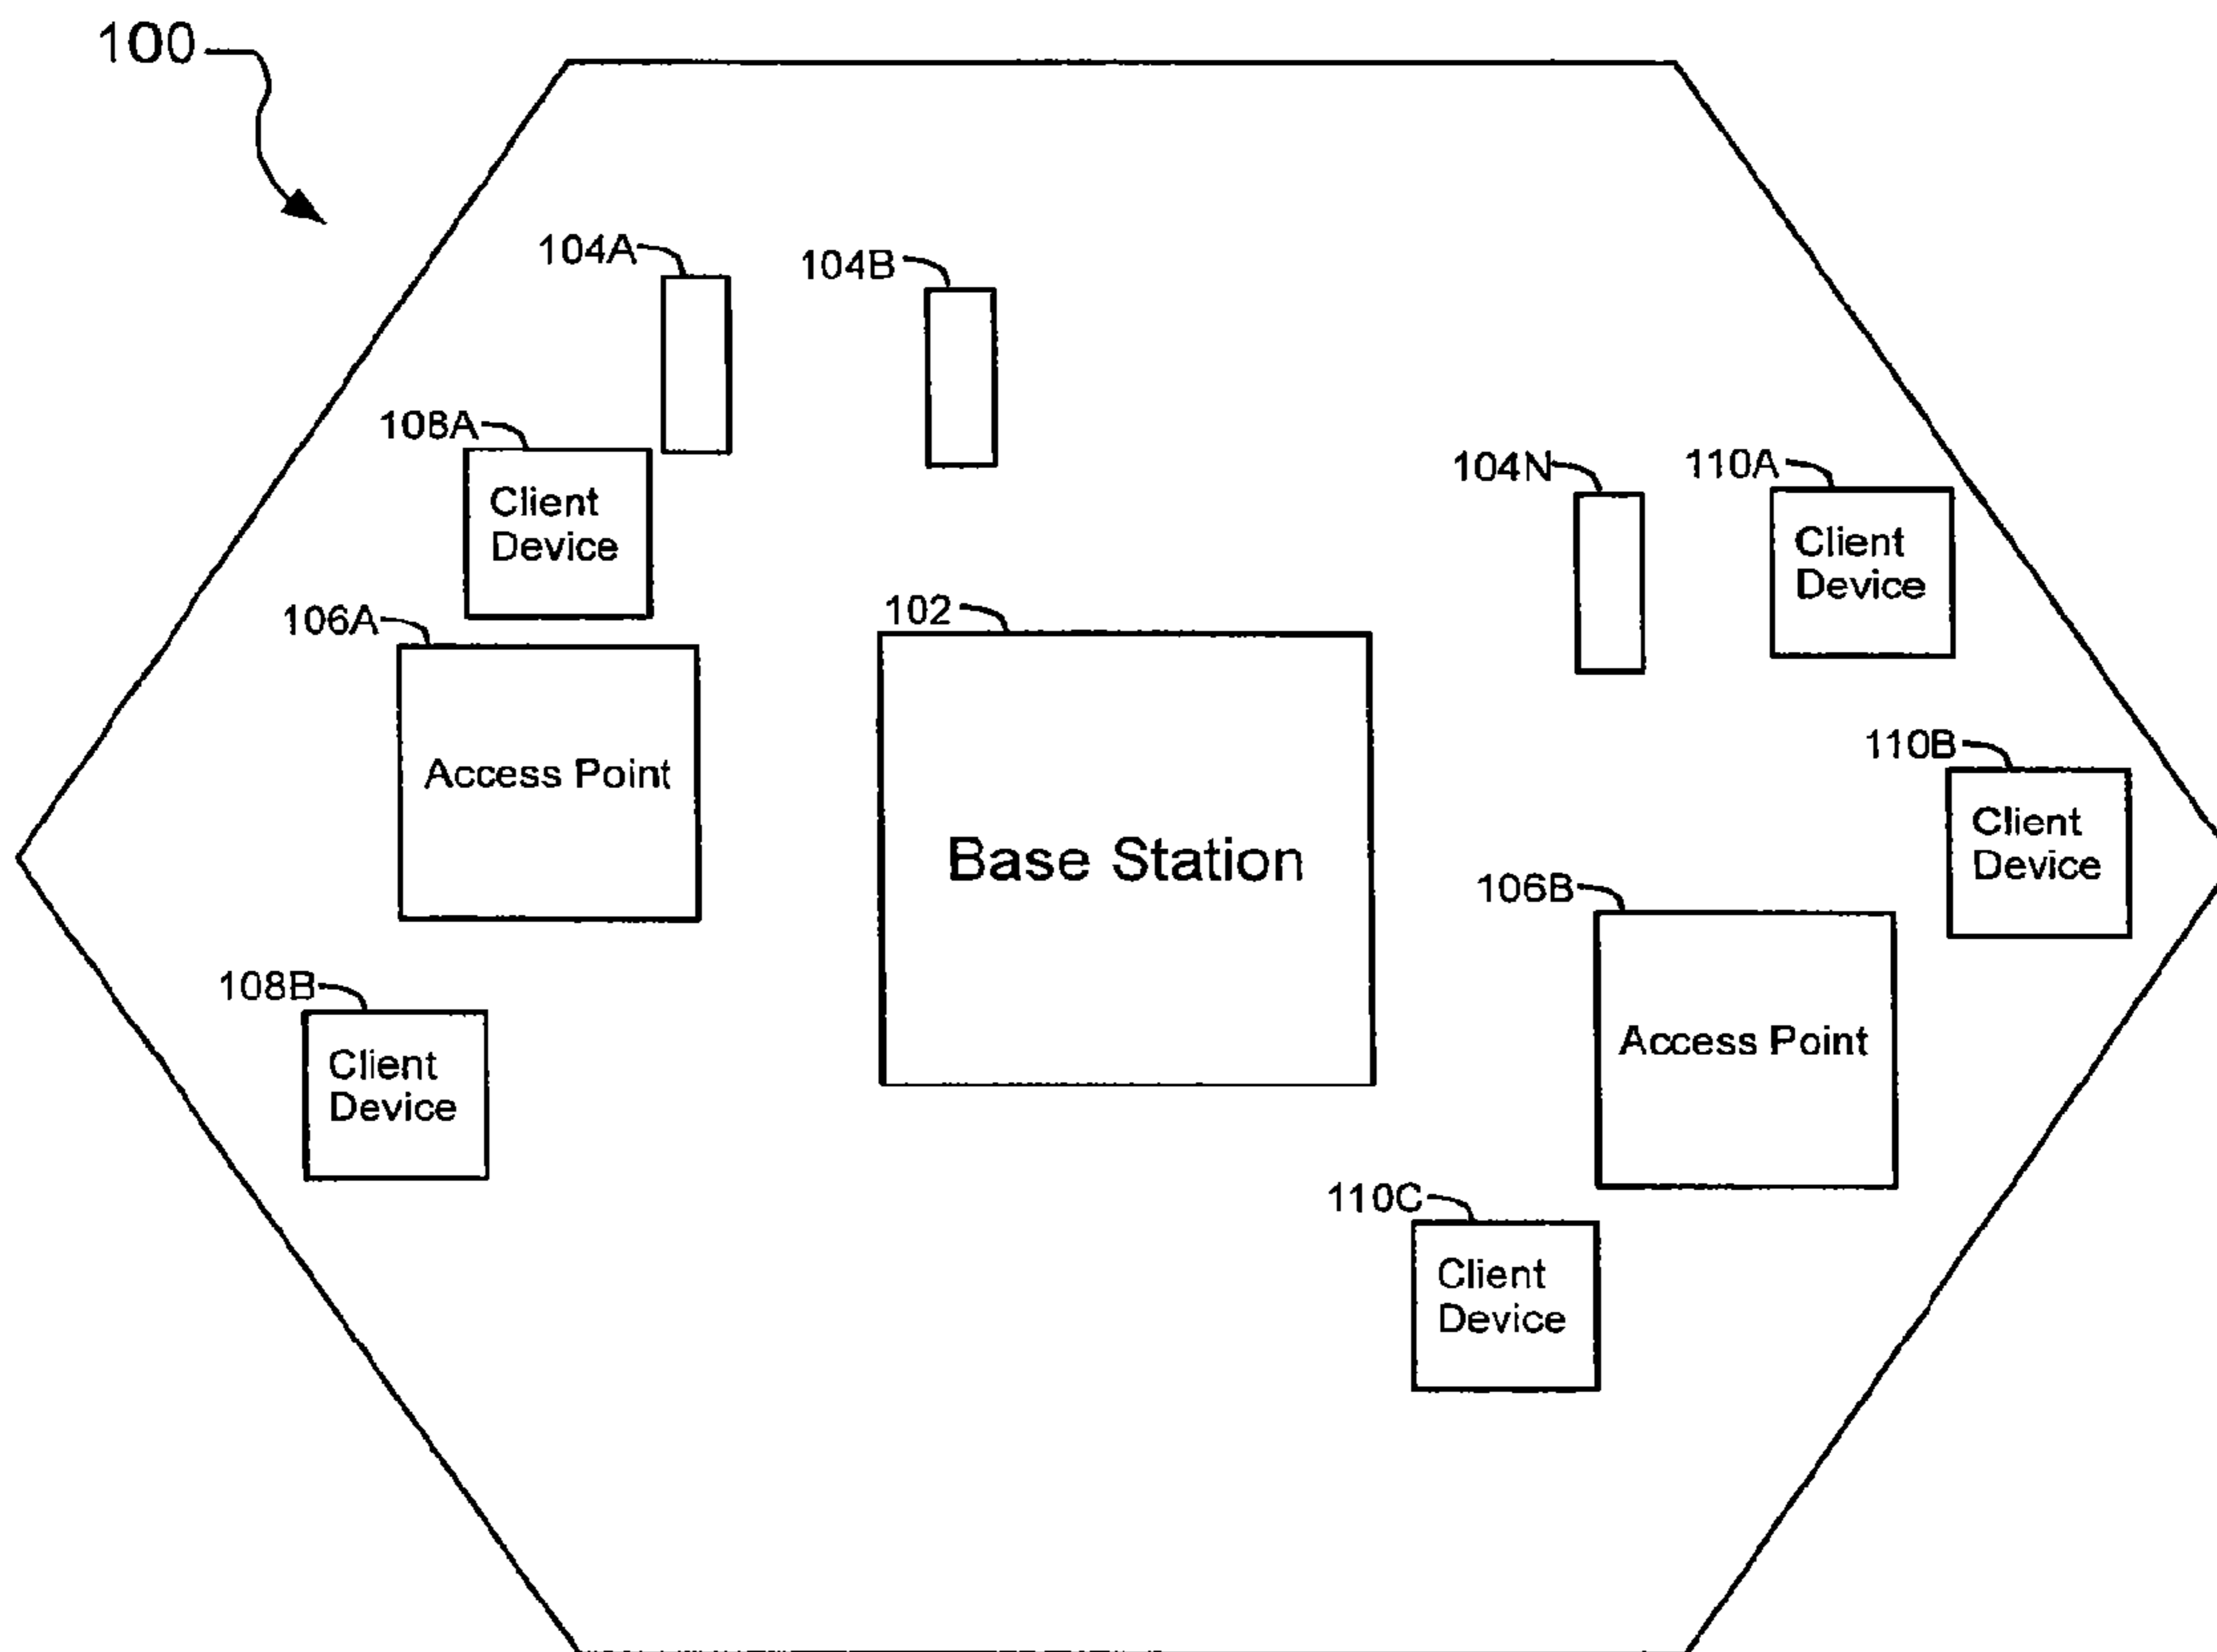 100
104A
104B
108A
Client
Device
104N
110A
Client
Device
106A
Access Point
102
Base Station
110B
Client
Device
106B
Access Point
108B
Client
Device
110C
Client
Device